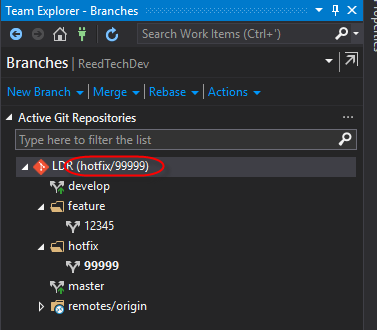 Team Explorer - Branches
Search Work Items (Ctrl+')
Branches | ReedTechDev
New Branch Merge Rebase Actions
Active Git Repositories
Type here to filter the list
LDR (hotfix/99999)
develop
feature
12345
hotfix
99999
master
remotes/origin
Properties